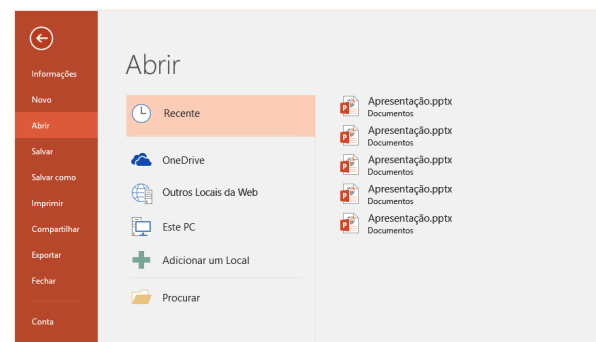 Informações
Novo
Abrir
Salvar
Salvar como
Imprimir
Compartilhar
Exportar
Fechar
Conta
Abrir
Recente
OneDrive
Outros Locais da Web
Este PC
Adicionar um Local
Procurar
Apresentação.pptx
Documentos
Apresentação.pptx
Documentos
Apresentação.pptx
Documentos
Apresentação.pptx
Documentos
Apresentação.pptx
Documentos